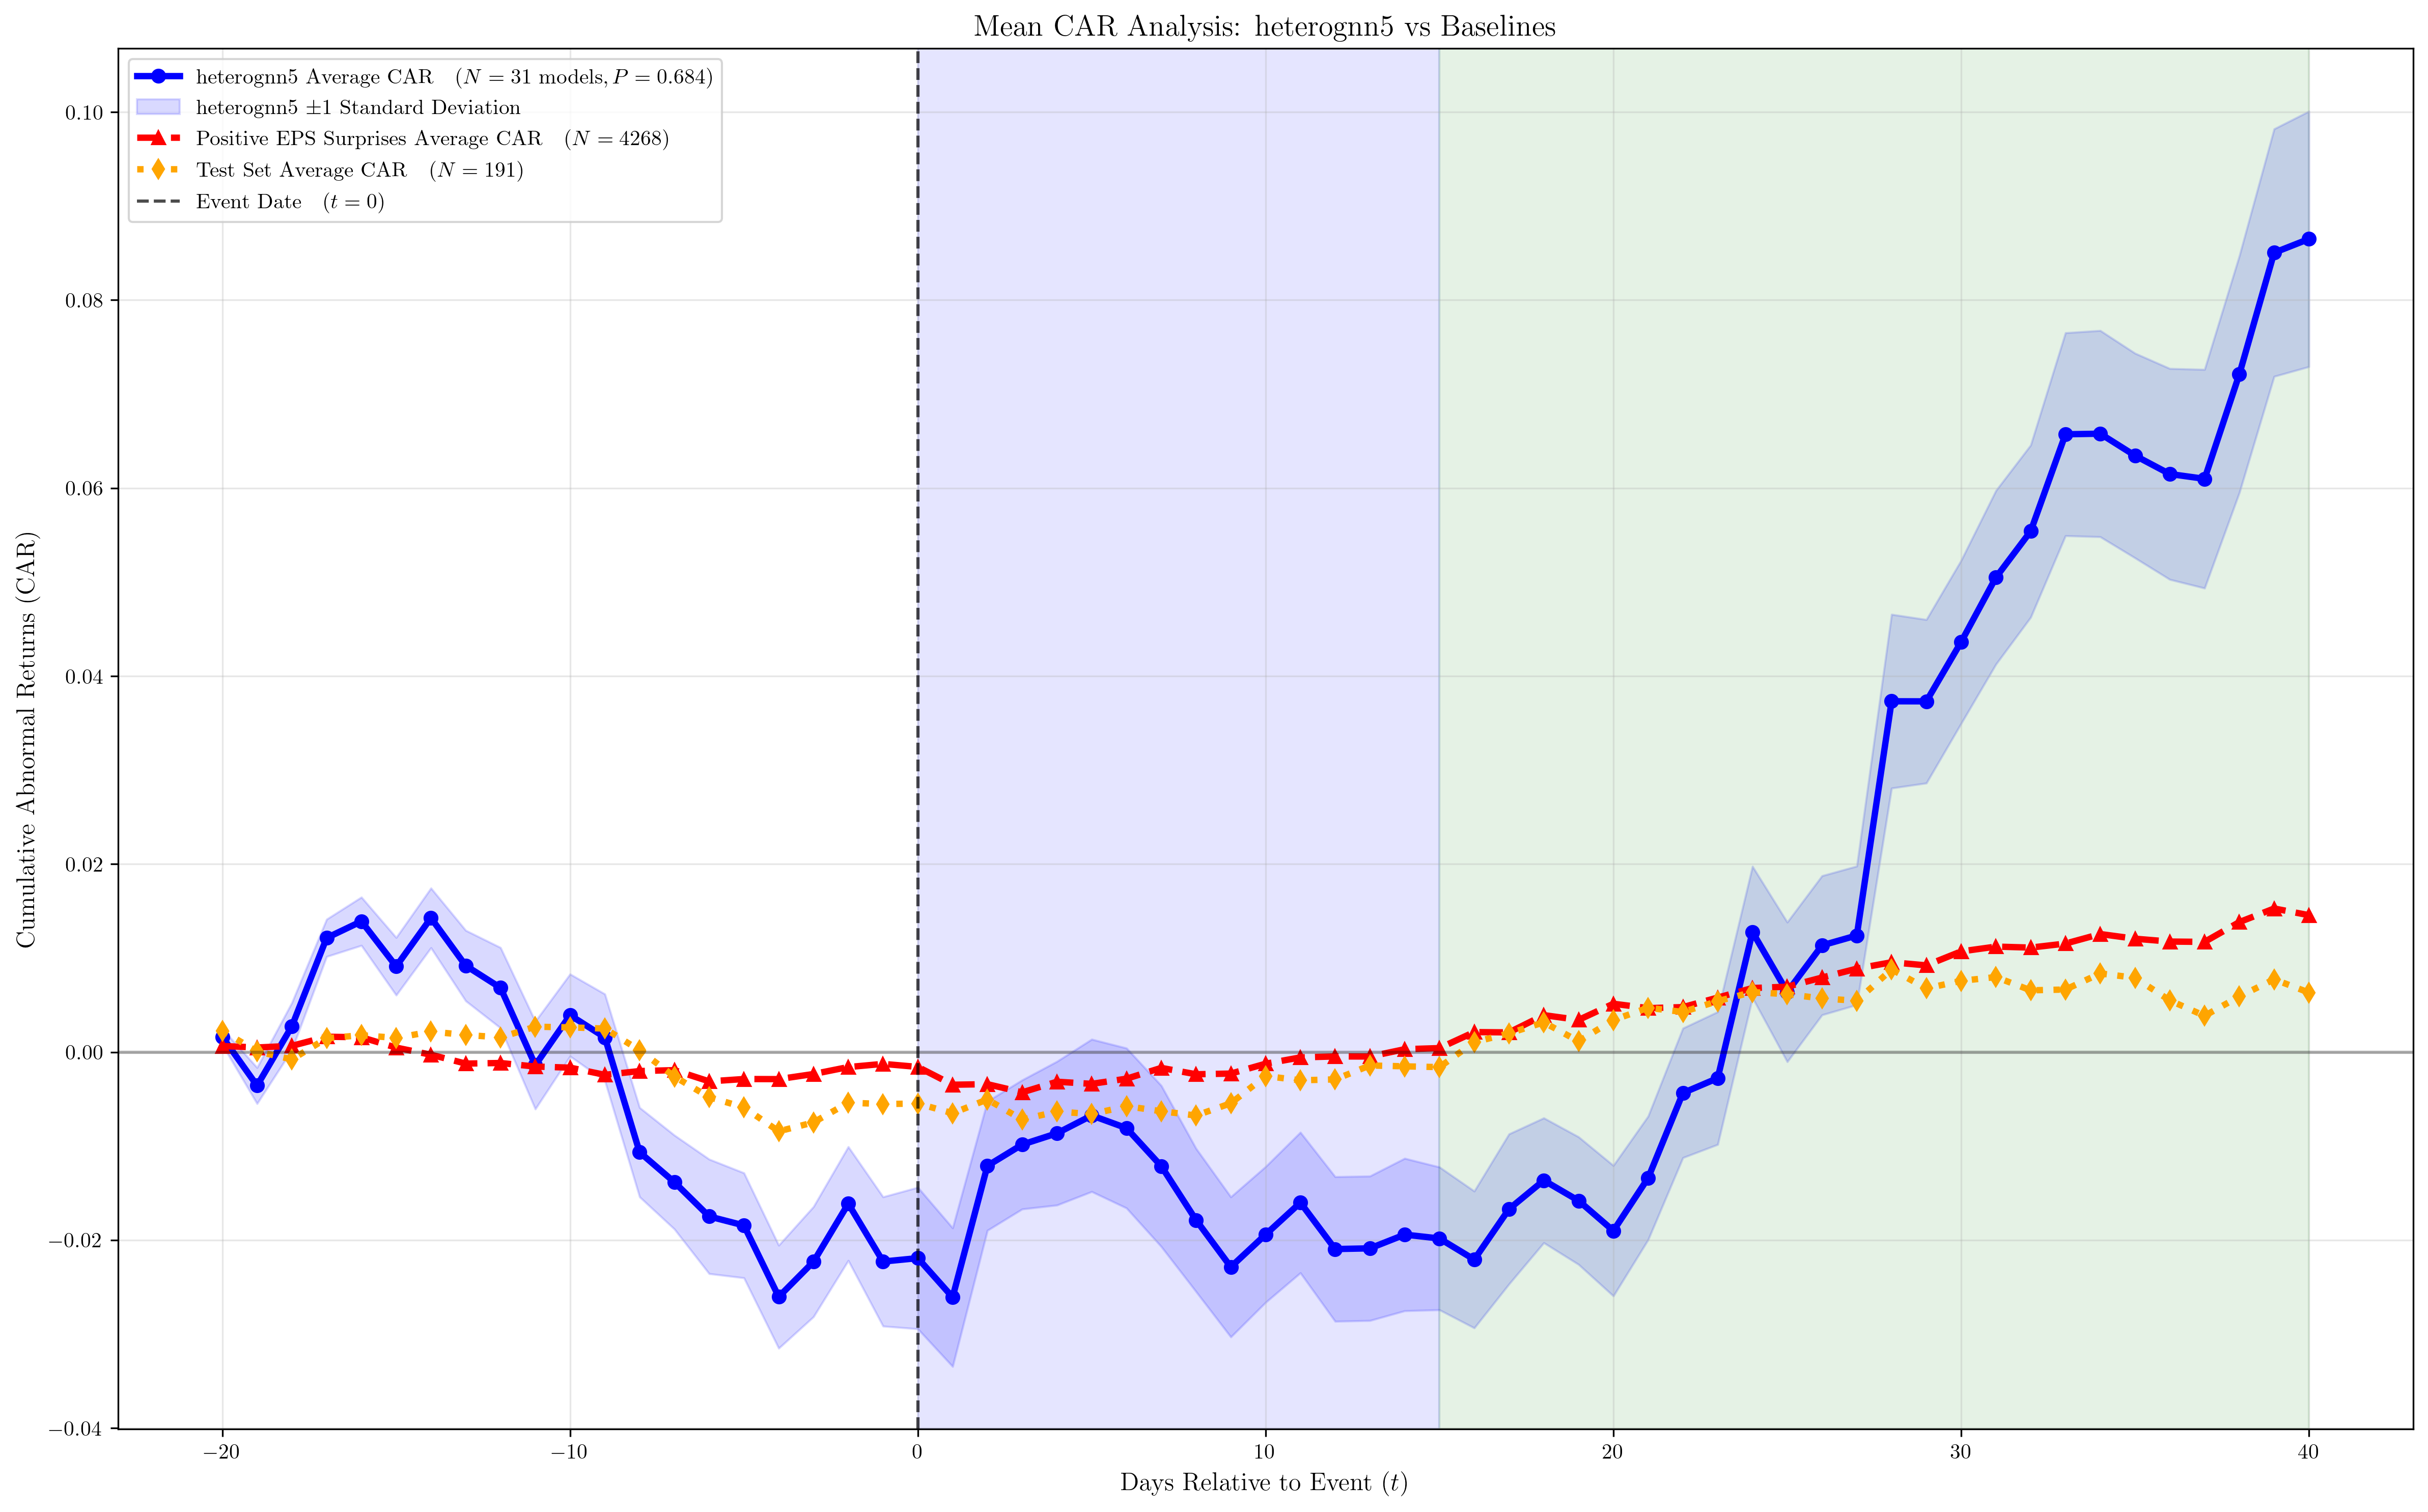 Mean CAR Analysis: heterognn5 vs Baselines
heterognn5 Average CAR (N = 31 models, P = 0.684)
heterognn5 ±1 Standard Deviation
Positive EPS Surprises Average CAR (N = 4268)
Test Set Average CAR (N = 191)
Event Date (t = 0)
Cumulative Abnormal Returns (CAR)
0.10
0.08
0.06
0.04
0.02
0.00
−0.02
−0.04
−20
−10
0
10
20
30
40
Days Relative to Event (t)